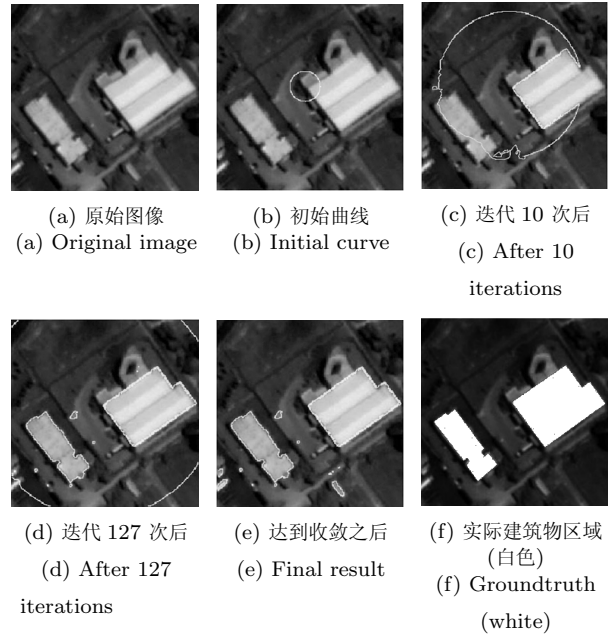 (a) 原始图像
(a) Original image
(b) 初始曲线
(b) Initial curve
(c) 迭代 10 次后
(c) After 10
iterations
(d) 迭代 127 次后
(d) After 127
iterations
(e) 达到收敛之后
(e) Final result
(f) 实际建筑物区域
(白色)
(f) Groundtruth
(white)